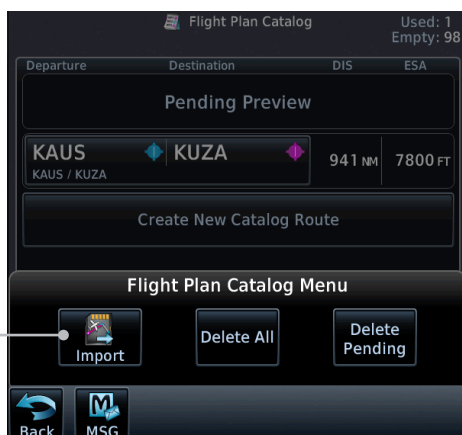 Flight Plan Catalog
Used: 1
Empty: 98
Departure Destination DIS ESA
Pending Preview
KAUS KUZA 941 NM 7800 FT
KAUS / KUZA
Create New Catalog Route
Flight Plan Catalog Menu
Import
Delete All
Delete
Pending
Back
MSG